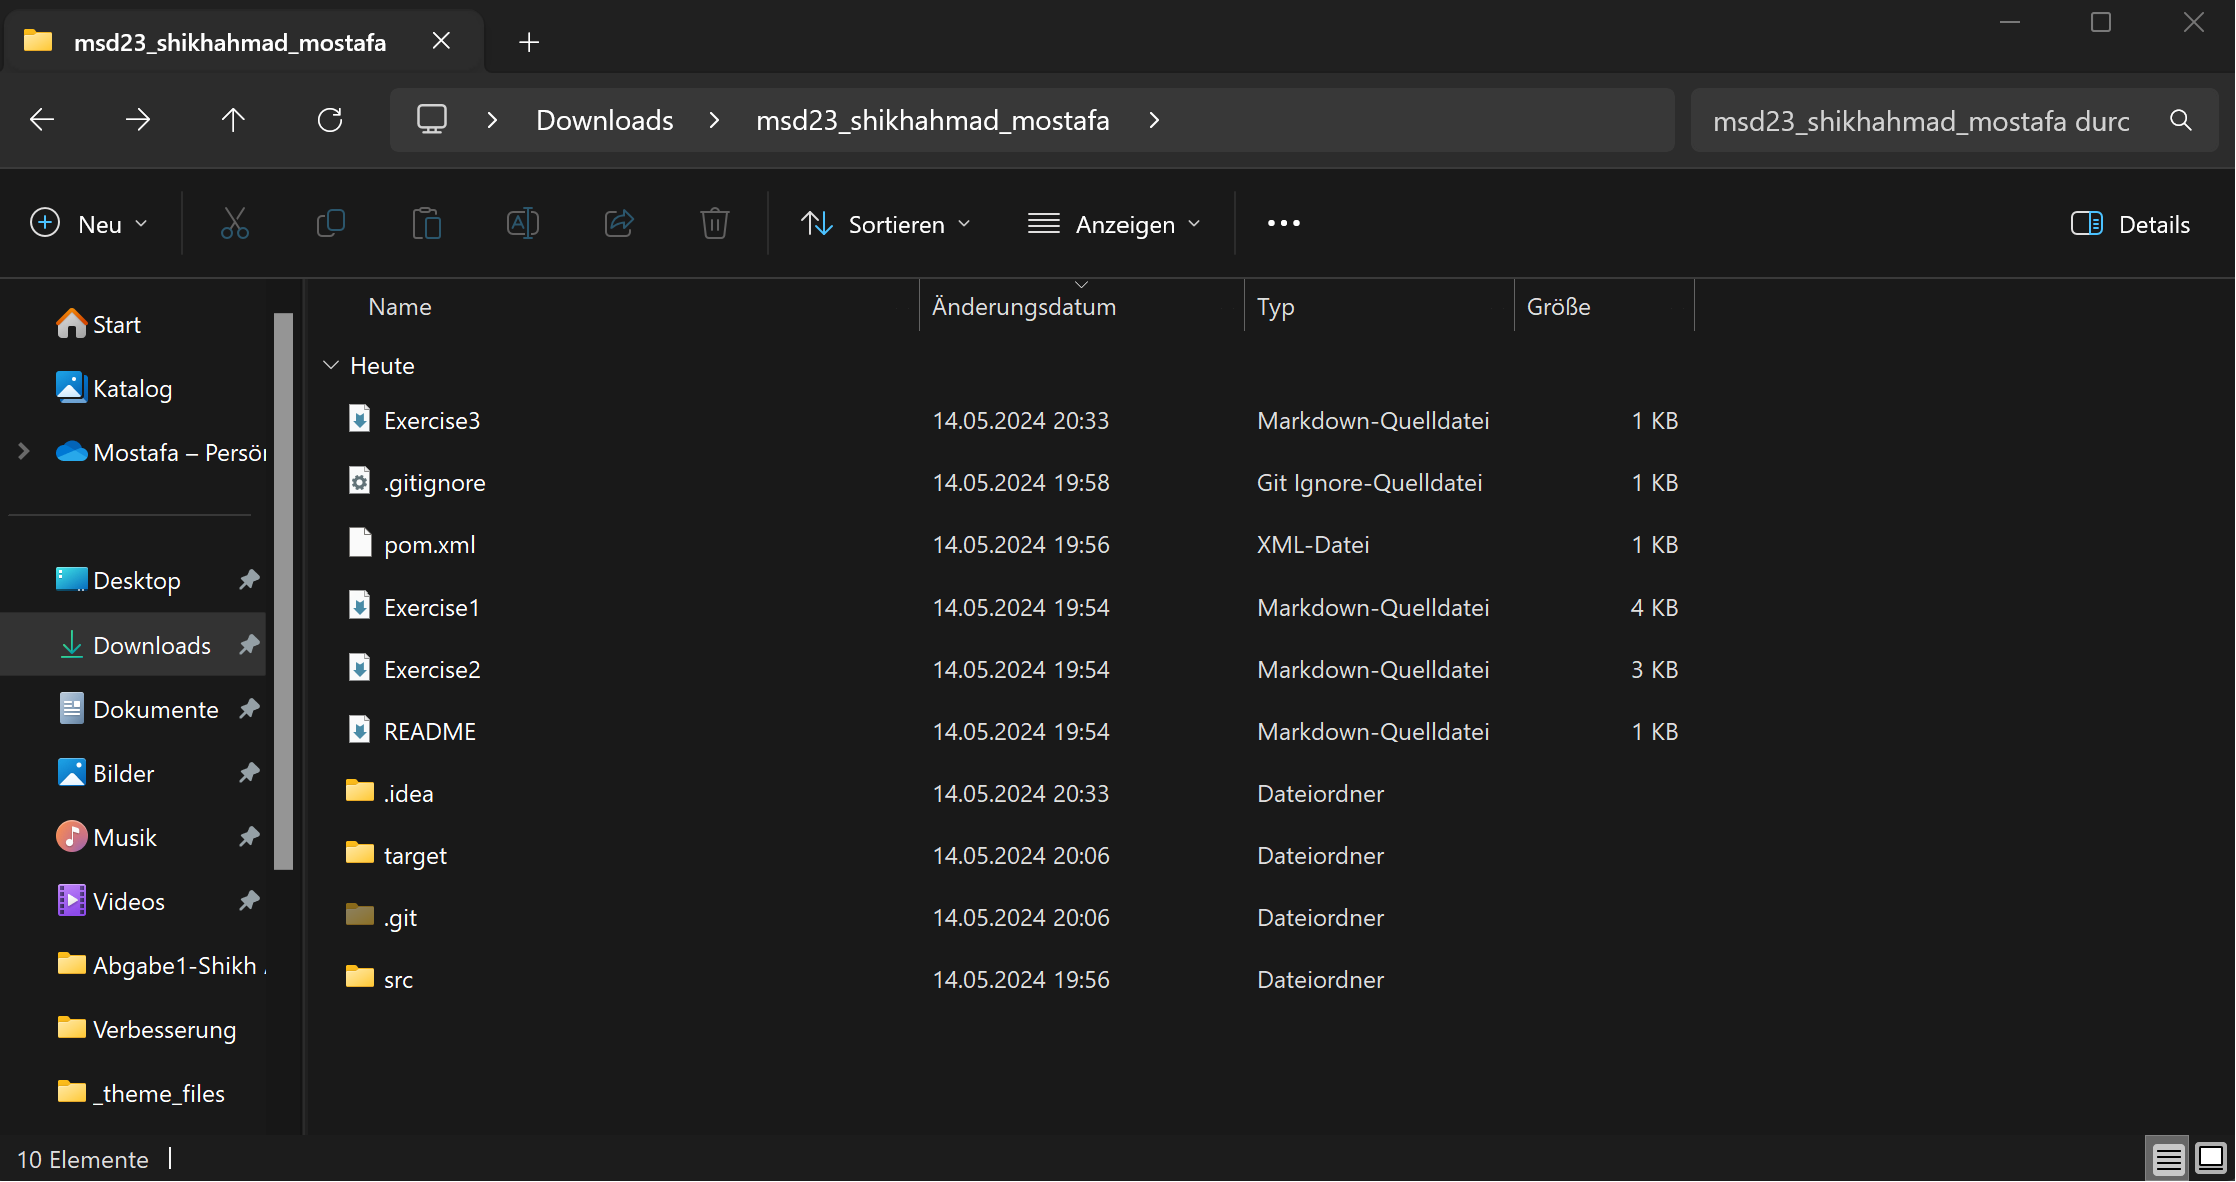 msd23_shikhahmad_mostafa
Downloads msd23_shikhahmad_mostafa
msd23_shikhahmad_mostafa durc
Neu
Sortieren
Anzeigen
Details
Start
Katalog
Mostafa – Persör
Desktop
Downloads
Dokumente
Bilder
Musik
Videos
Abgabe1-Shikh
Verbesserung
_theme_files
Name Änderungsdatum Typ Größe
Heute
Exercise3 14.05.2024 20:33 Markdown-Quelldatei 1 KB
.gitignore 14.05.2024 19:58 Git Ignore-Quelldatei 1 KB
pom.xml 14.05.2024 19:56 XML-Datei 1 KB
Exercise1 14.05.2024 19:54 Markdown-Quelldatei 4 KB
Exercise2 14.05.2024 19:54 Markdown-Quelldatei 3 KB
README 14.05.2024 19:54 Markdown-Quelldatei 1 KB
.idea 14.05.2024 20:33 Dateiordner
target 14.05.2024 20:06 Dateiordner
.git 14.05.2024 20:06 Dateiordner
src 14.05.2024 19:56 Dateiordner
10 Elemente